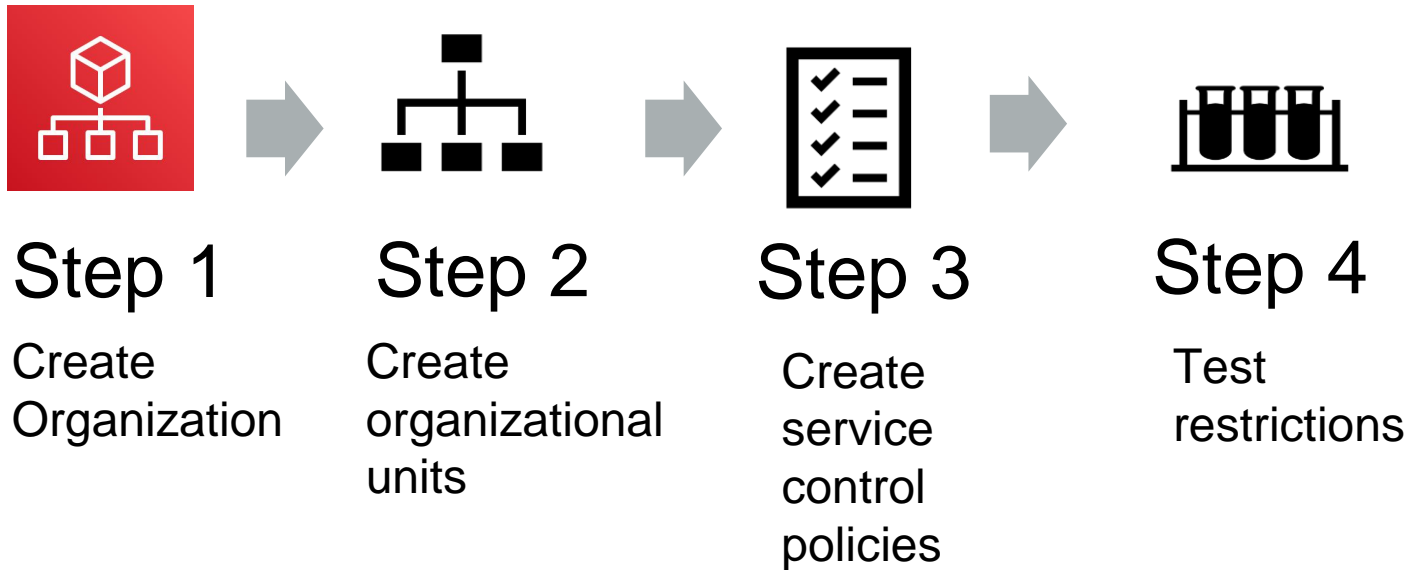 Step 1
Create
Organization
Step 2
Create
organizational
units
Step 3
Create
service
control
policies
Step 4
Test
restrictions